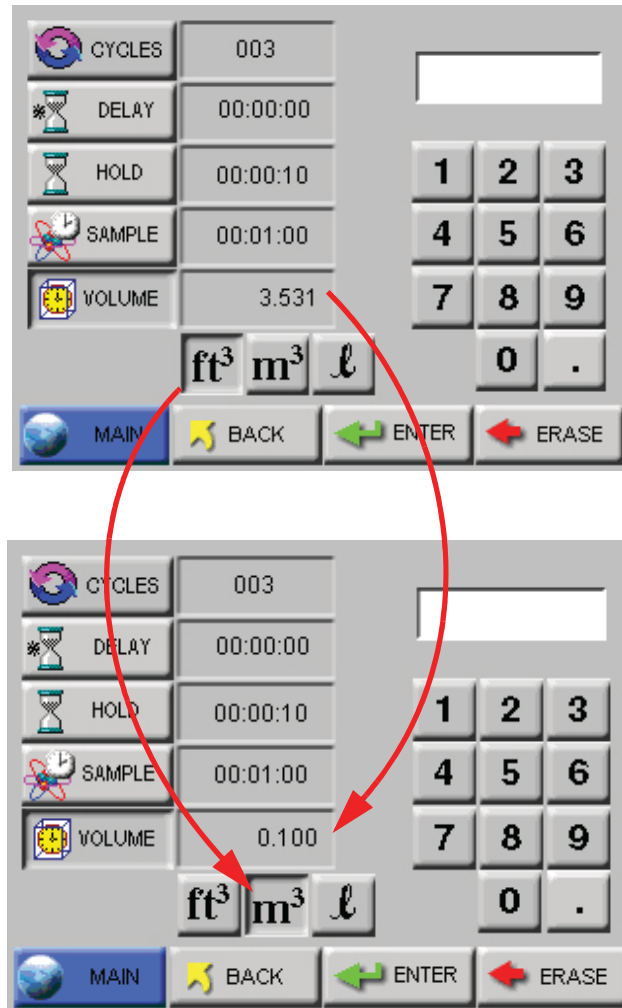 CYCLES 003
DELAY 00:00:00
HOLD 00:00:10 1 2 3
SAMPLE 00:01:00 4 5 6
VOLUME 3.531 7 8 9
ft³ m³ ℓ 0 .
MAIN BACK ENTER ERASE
CYCLES 003
DELAY 00:00:00
HOLD 00:00:10 1 2 3
SAMPLE 00:01:00 4 5 6
VOLUME 0.100 7 8 9
ft³ m³ ℓ 0 .
MAIN BACK ENTER ERASE